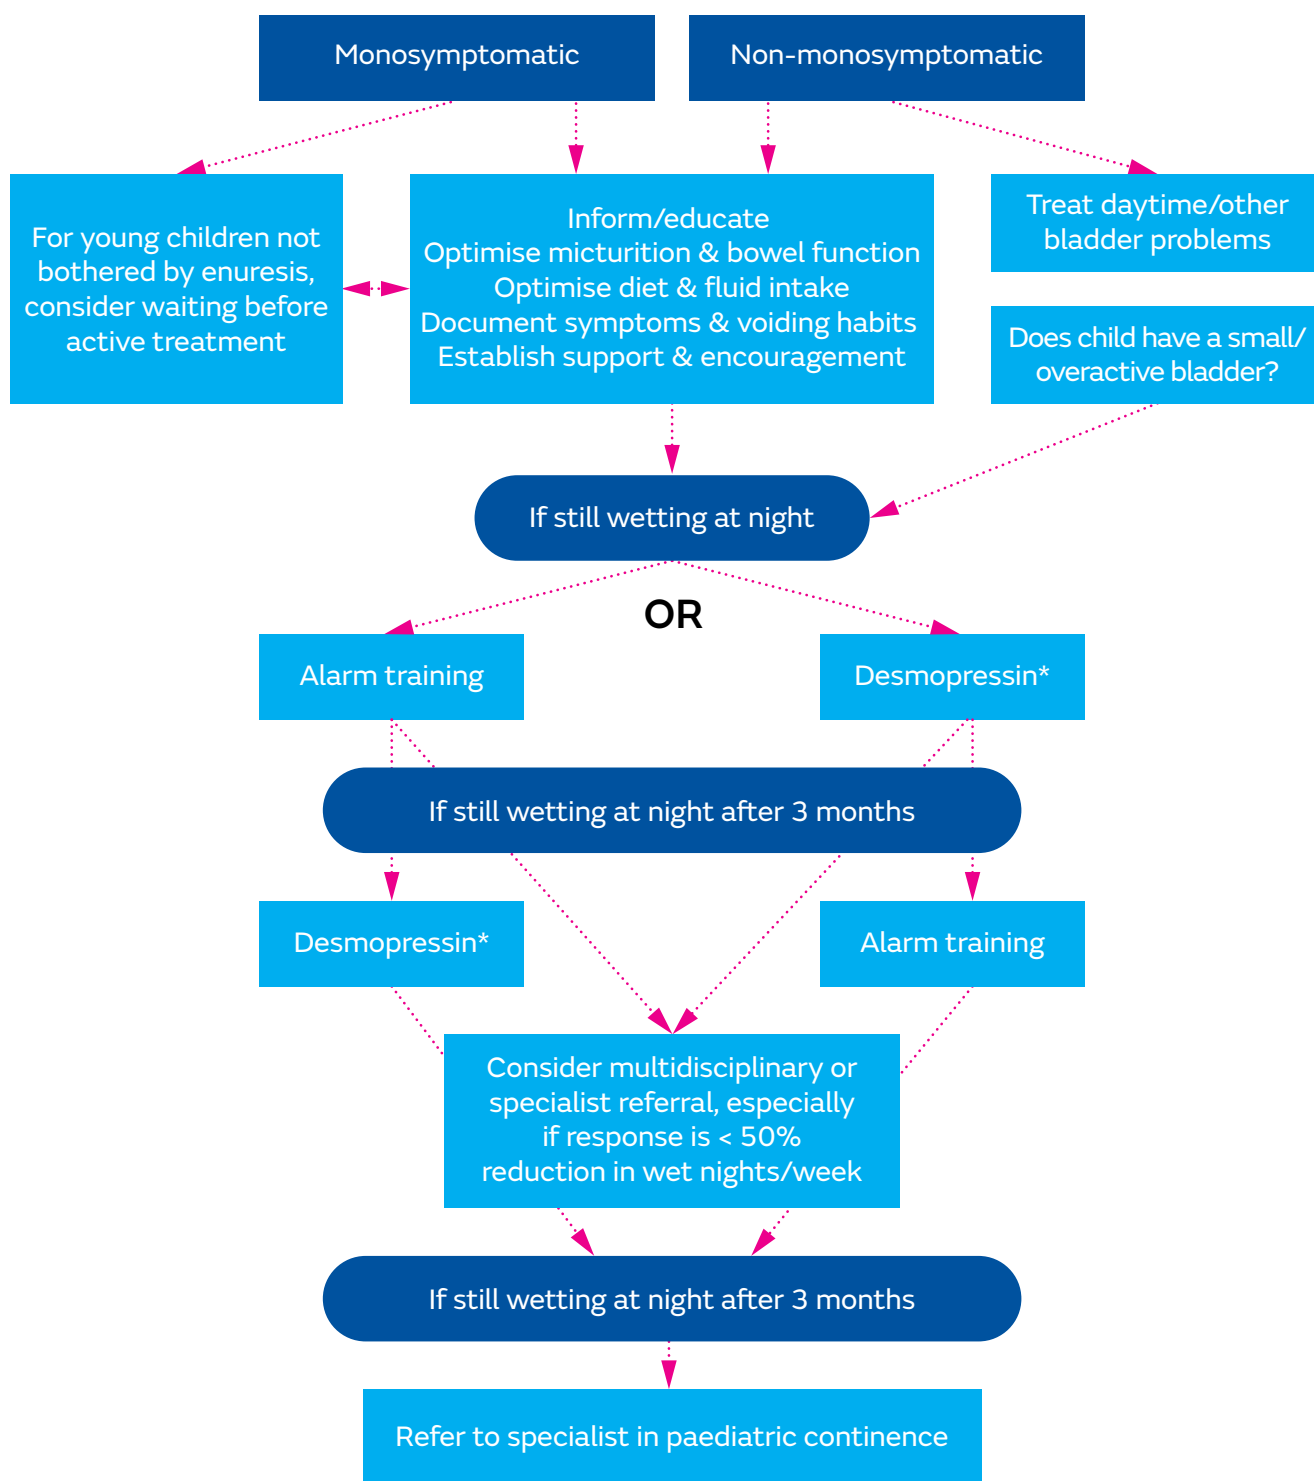 Monosymptomatic
Non-monosymptomatic
For young children not
bothered by enuresis,
consider waiting before
active treatment
Inform/educate
Optimise micturition & bowel function
Optimise diet & fluid intake
Document symptoms & voiding habits
Establish support & encouragement
Treat daytime/other
bladder problems
Does child have a small/
overactive bladder?
If still wetting at night
OR
Alarm training
Desmopressin*
If still wetting at night after 3 months
Desmopressin*
Alarm training
Consider multidisciplinary or
specialist referral, especially
if response is < 50%
reduction in wet nights/week
If still wetting at night after 3 months
Refer to specialist in paediatric continence